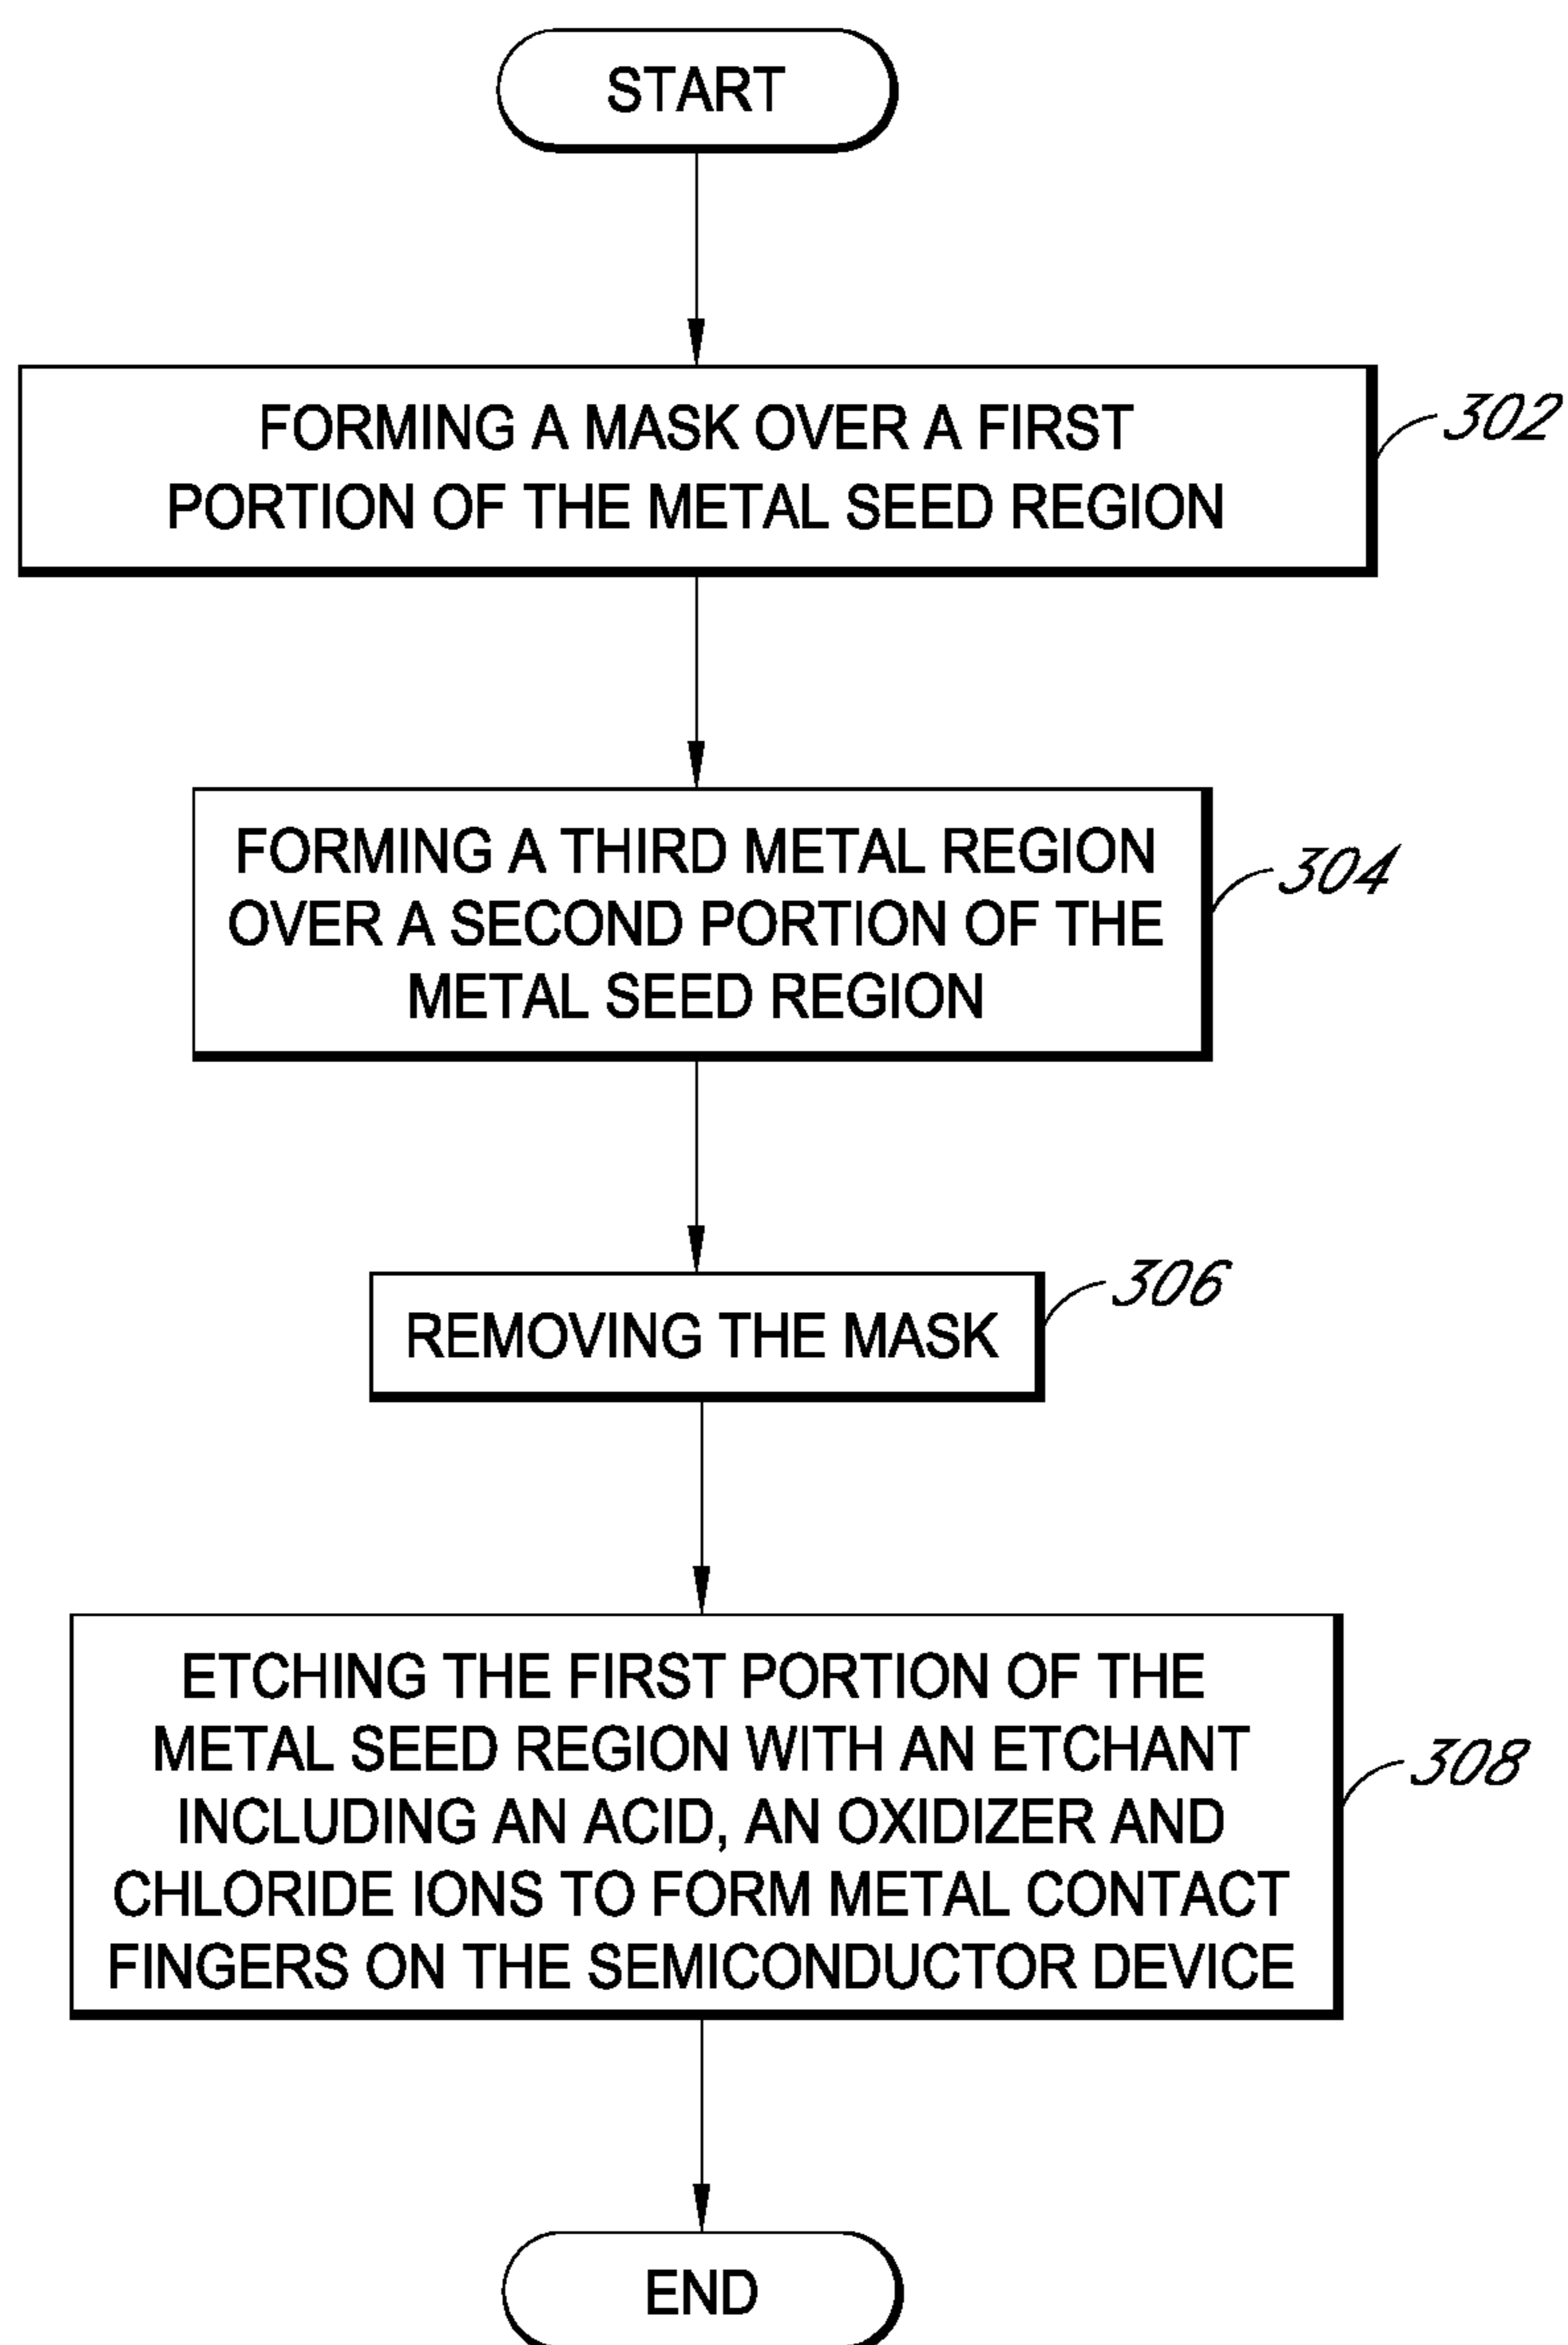 START
FORMING A MASK OVER A FIRST
PORTION OF THE METAL SEED REGION
302
FORMING A THIRD METAL REGION
OVER A SECOND PORTION OF THE
METAL SEED REGION
304
REMOVING THE MASK
306
ETCHING THE FIRST PORTION OF THE
METAL SEED REGION WITH AN ETCHANT
INCLUDING AN ACID, AN OXIDIZER AND
CHLORIDE IONS TO FORM METAL CONTACT
FINGERS ON THE SEMICONDUCTOR DEVICE
308
END